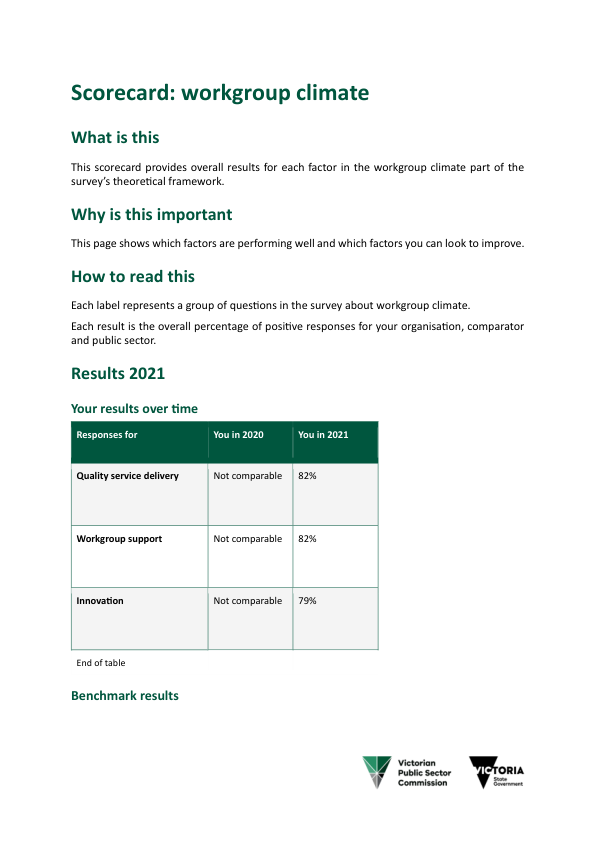 Scorecard: workgroup climate
What is this
This scorecard provides overall results for each factor in the workgroup climate part of the
survey's theoretical framework.
Why is this important
This page shows which factors are performing well and which factors you can look to improve.
How to read this
Each label represents a group of questions in the survey about workgroup climate.
Each result is the overall percentage of positive responses for your organisation, comparator
and public sector.
Results 2021
Your results over time
Responses for You in 2020 You in 2021
Quality service delivery Not comparable 82%
Workgroup support Not comparable 82%
Innovation Not comparable 79%
End of table
Benchmark results
Victorian
Public Sector
Commission
VICTORIA
State
Government